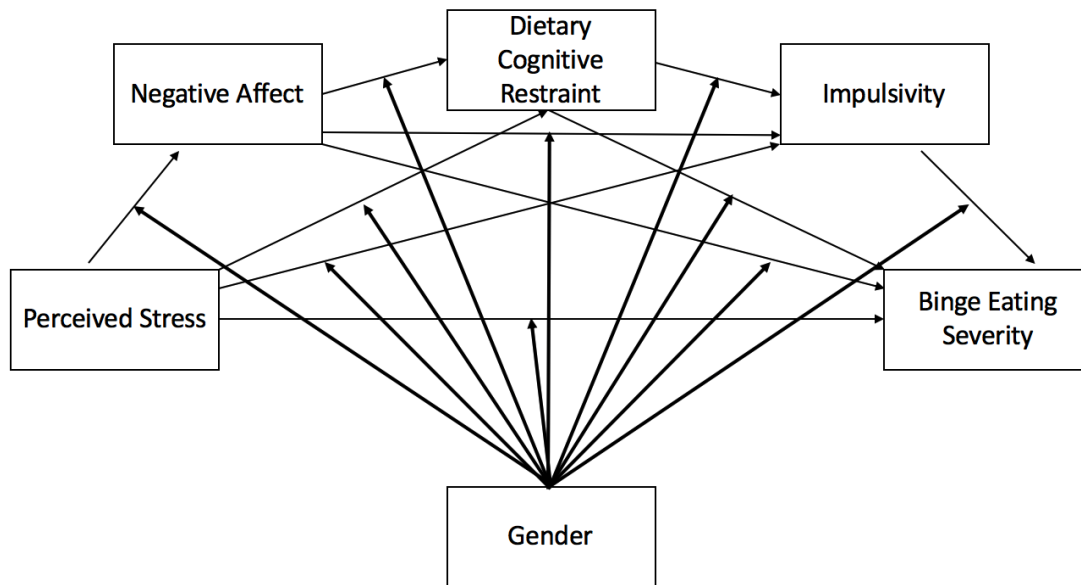 Dietary
Cognitive
Restraint
Negative Affect
Impulsivity
Perceived Stress
Binge Eating
Severity
Gender